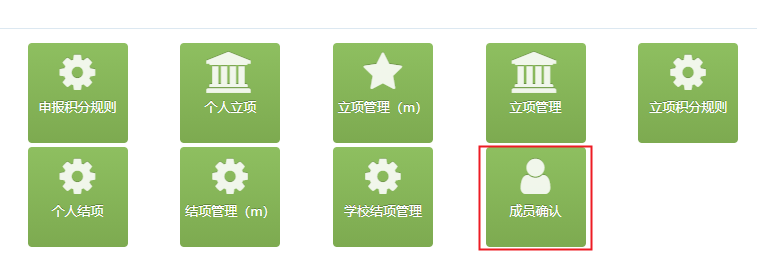 申报积分规则
个人立项
立项管理（m）
立项管理
立项积分规则
个人结项
结项管理（m）
学校结项管理
成员确认